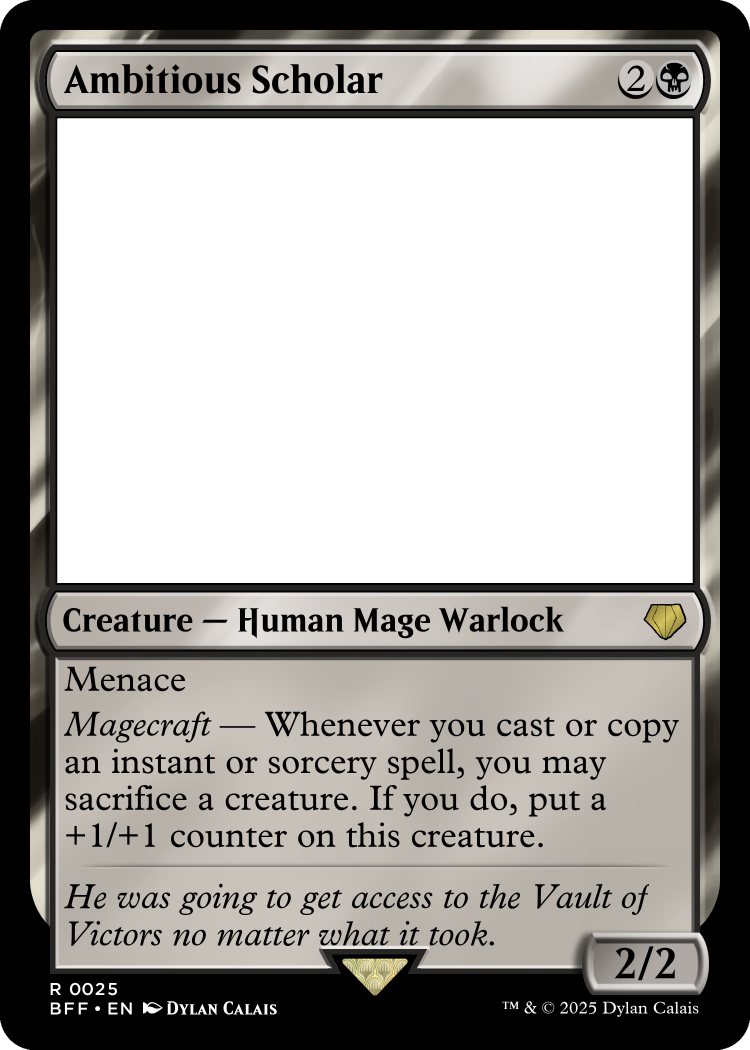 Ambitious Scholar 2
Creature — Human Mage Warlock
Menace
Magecraft — Whenever you cast or copy
an instant or sorcery spell, you may
sacrifice a creature. If you do, put a
+1/+1 counter on this creature.
He was going to get access to the Vault of
Victors no matter what it took.
2/2
R 0025
BFF • EN Dylan Calais
™ & © 2025 Dylan Calais